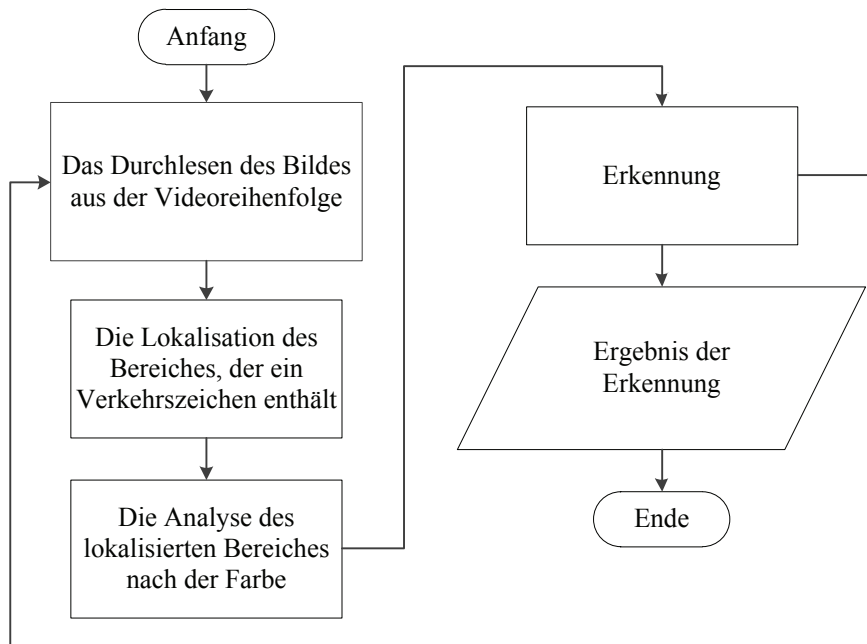 Anfang
Das Durchlesen des Bildes
aus der Videoreihenfolge
Die Lokalisation des
Bereiches, der ein
Verkehrszeichen enthält
Die Analyse des
lokalisierten Bereiches
nach der Farbe
Erkennung
Ergebnis der
Erkennung
Ende